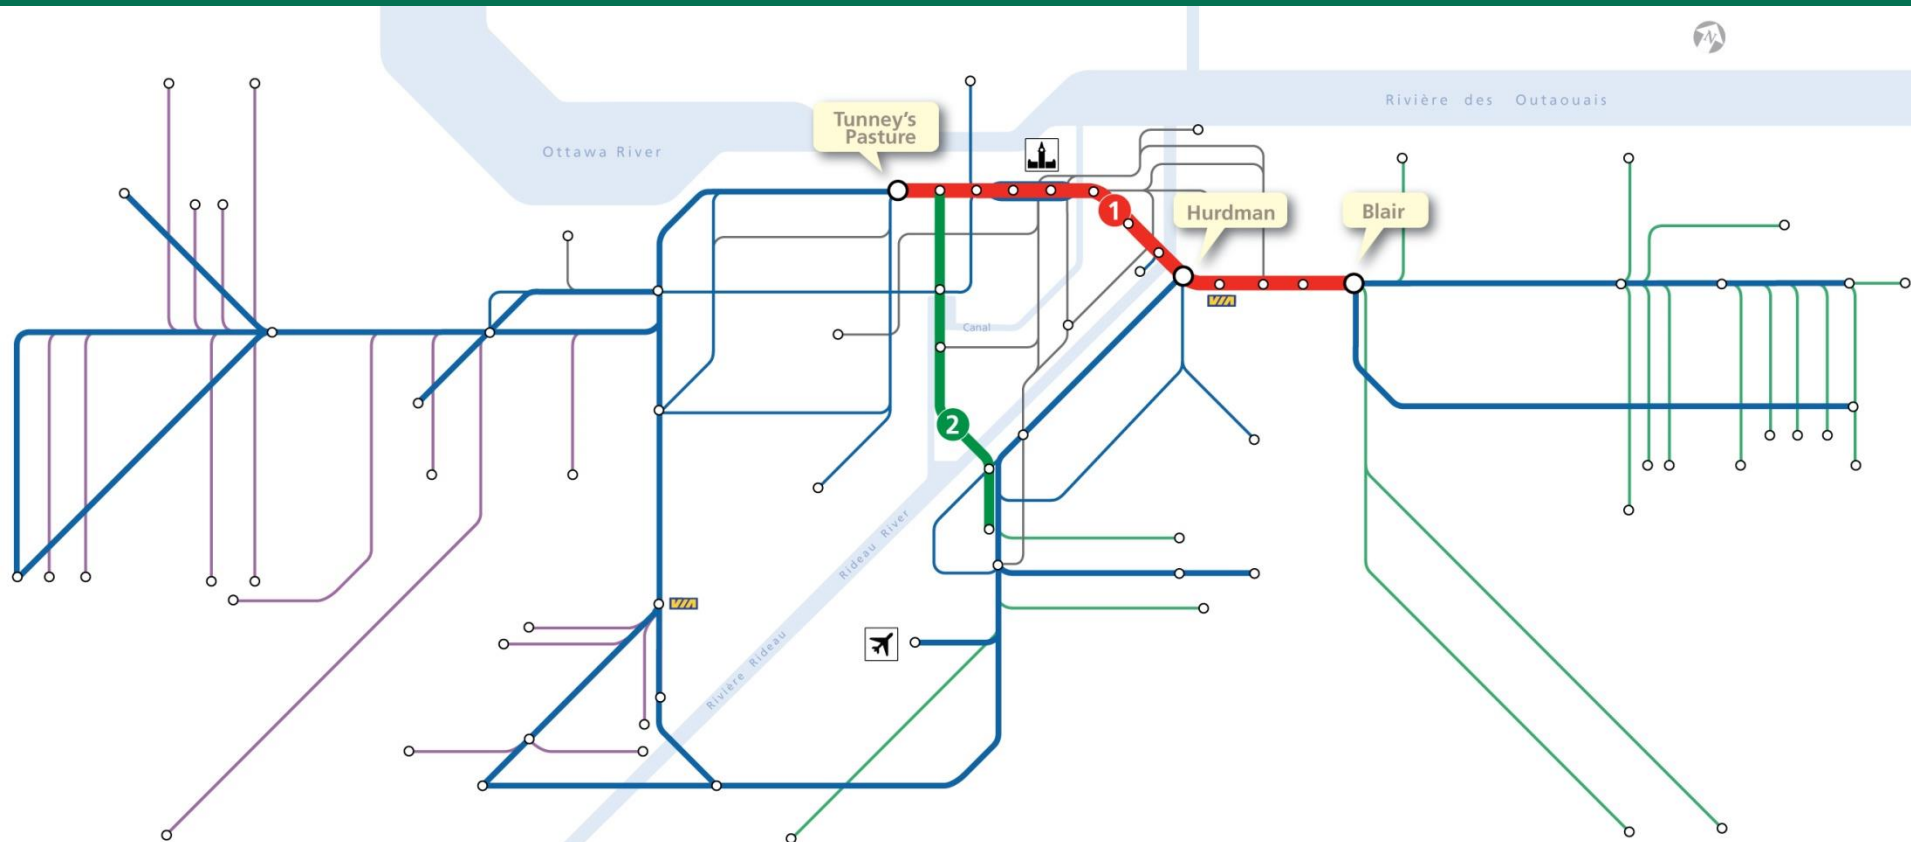 N
Rivière des Outaouais
Tunney's
Pasture
Ottawa River
1
Hurdman
Blair
VIA
Canal
2
Rideau River
VIA
Rivière Rideau